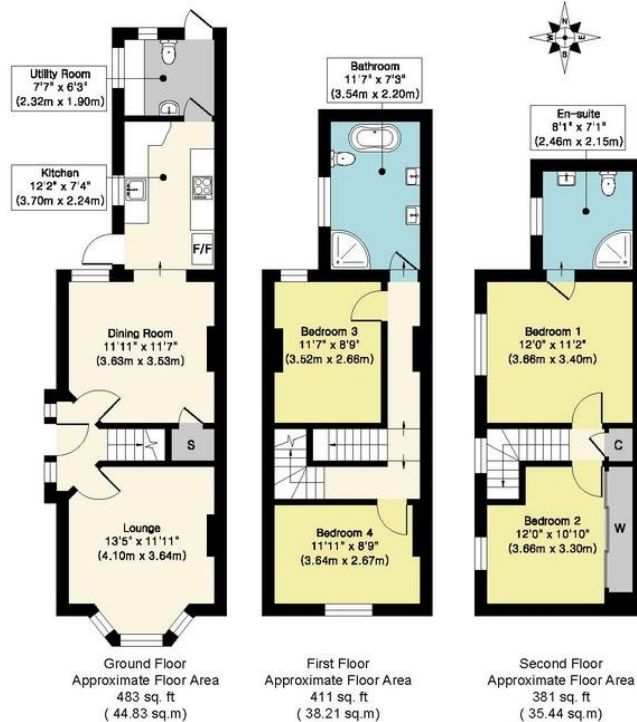 N
W
E
S
Utility Room
7'7" x 6'3"
(2.32m x 1.90m)
Kitchen
12'2" x 7'4"
(3.70m x 2.24m)
F/F
Dining Room
11'11" x 11'7"
(3.63m x 3.53m)
S
Lounge
13'5" x 11'11"
(4.10m x 3.64m)
Ground Floor
Approximate Floor Area
483 sq. ft
( 44.83 sq.m)
Bathroom
11'7" x 7'3"
(3.54m x 2.20m)
Bedroom 3
11'7" x 8'9"
(3.52m x 2.66m)
Bedroom 4
11'11" x 8'9"
(3.64m x 2.67m)
First Floor
Approximate Floor Area
411 sq. ft
( 38.21 sq.m)
En-suite
8'1" x 7'1"
(2.46m x 2.15m)
Bedroom 1
12'0" x 11'2"
(3.66m x 3.40m)
C
Bedroom 2
12'0" x 10'10"
(3.66m x 3.30m)
W
Second Floor
Approximate Floor Area
381 sq. ft
( 35.44 sq.m)